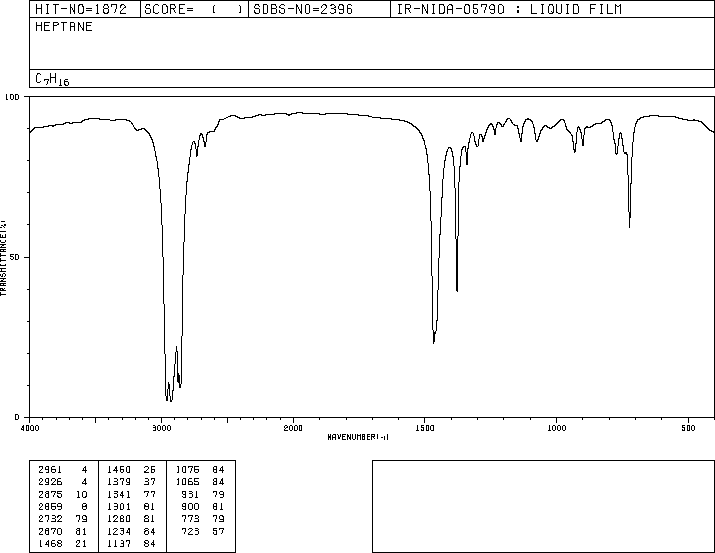 HIT-NO=1872 SCORE= ( ) SDBS-NO=2396 IR-NIDA-05790 : LIQUID FILM
HEPTANE
C7H16
100
TRANSMITTANCE(%)
50
0
4000 3000 2000 1500 1000 500
WAVENUMBER(-1)
2961 4 1460 26 1076 84
2926 4 1379 37 1065 84
2875 10 1341 77 931 79
2859 8 1301 81 900 81
2732 79 1280 81 773 79
2670 81 1234 84 723 57
1468 21 1137 84